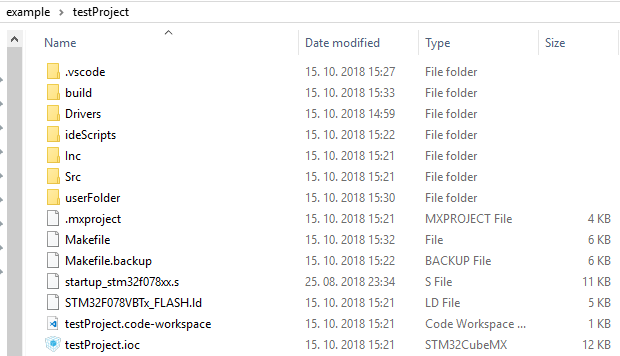 example > testProject
Name Date modified Type Size
.vscode 15. 10. 2018 15:27 File folder
build 15. 10. 2018 15:33 File folder
Drivers 15. 10. 2018 14:59 File folder
ideScripts 15. 10. 2018 15:22 File folder
Inc 15. 10. 2018 15:21 File folder
Src 15. 10. 2018 15:21 File folder
userFolder 15. 10. 2018 15:30 File folder
.mxproject 15. 10. 2018 15:21 MXPROJECT File 4 KB
Makefile 15. 10. 2018 15:32 File 6 KB
Makefile.backup 15. 10. 2018 15:22 BACKUP File 6 KB
startup_stm32f078xx.s 25. 08. 2018 23:34 S File 11 KB
STM32F078VBTx_FLASH.ld 15. 10. 2018 15:21 LD File 5 KB
testProject.code-workspace 15. 10. 2018 15:21 Code Workspace ... 1 KB
testProject.ioc 15. 10. 2018 15:21 STM32CubeMX 12 KB